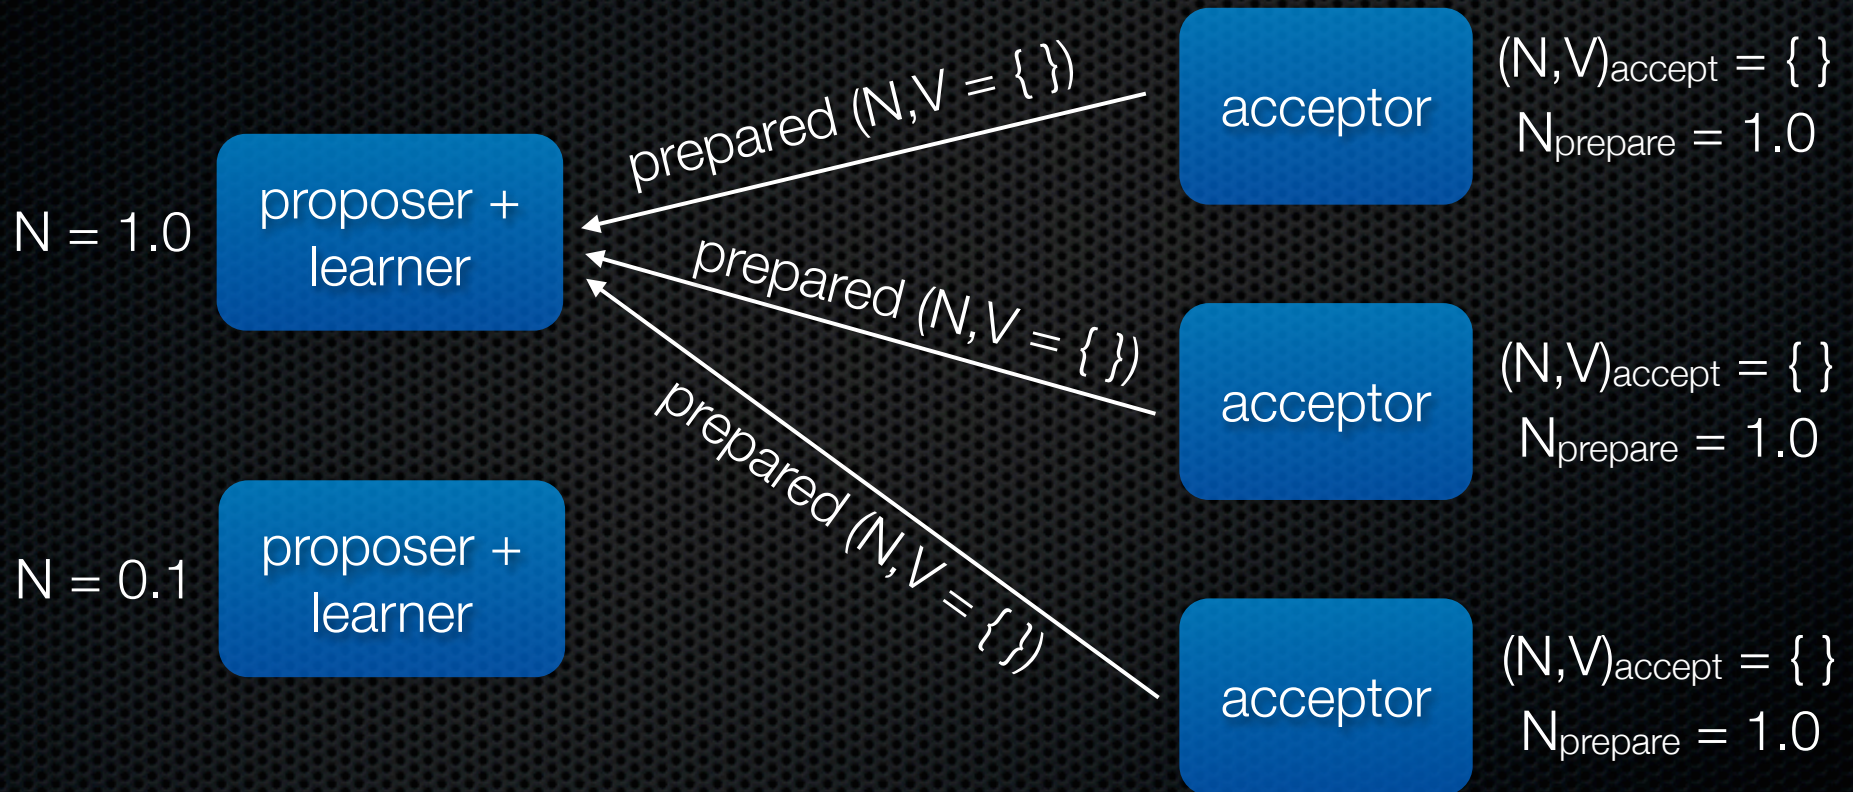 N = 1.0
proposer +
learner
N = 0.1
proposer +
learner
prepared (N,V = { })
prepared (N,V = { })
prepared (N,V = { })
acceptor
(N,V)accept = { }
Nprepare = 1.0
acceptor
(N,V)accept = { }
Nprepare = 1.0
acceptor
(N,V)accept = { }
Nprepare = 1.0